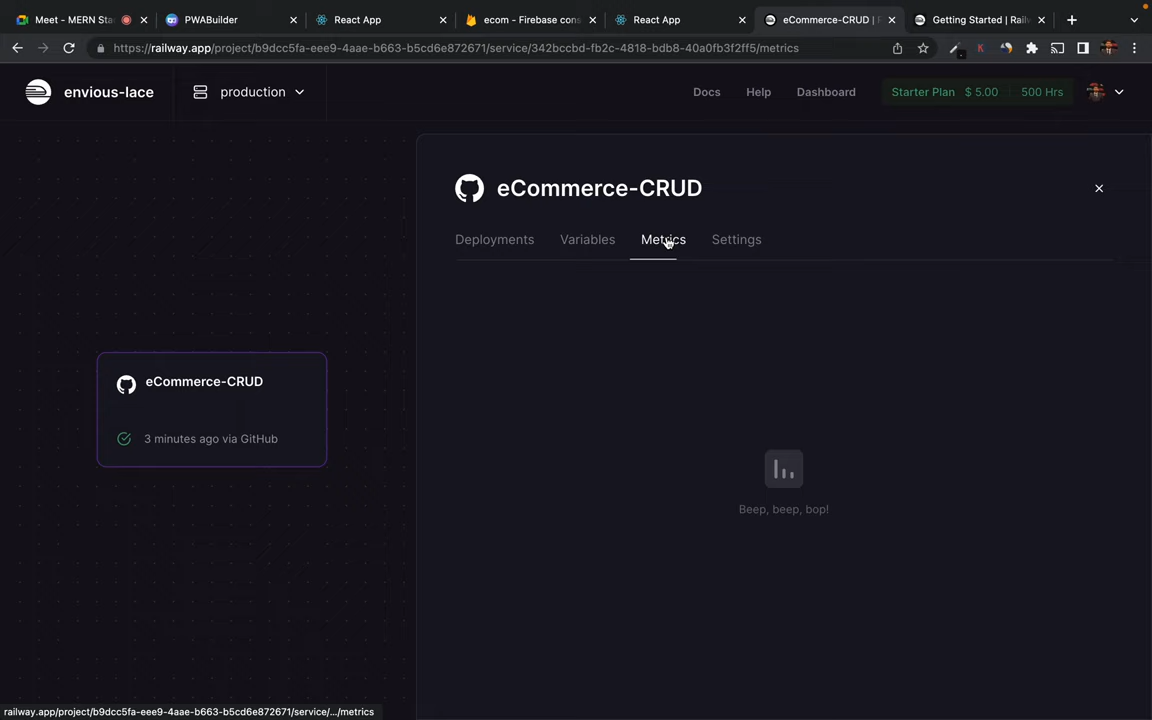 Meet - MERN Sta
PWABuilder
React App
ecom - Firebase cons
React App
eCommerce-CRUD | R
Getting Started | Railw
https://railway.app/project/b9dcc5fa-eee9-4aae-b663-b5cd6e872671/service/342bccbd-fb2c-4818-bdb8-40a0fb3f2ff5/metrics
K
envious-lace
production
Docs
Help
Dashboard
Starter Plan $ 5.00 500 Hrs
eCommerce-CRUD
Deployments
Variables
Metrics
Settings
eCommerce-CRUD
3 minutes ago via GitHub
Beep, beep, bop!
railway.app/project/b9dcc5fa-eee9-4aae-b663-b5cd6e872671/service/.../metrics